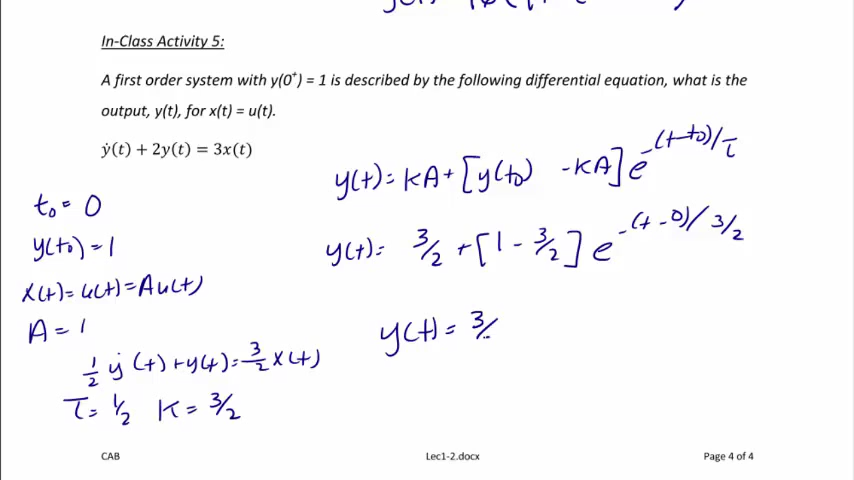 In-Class Activity 5:
A first order system with y(0⁺) = 1 is described by the following differential equation, what is the
output, y(t), for x(t) = u(t).
ẏ(t) + 2y(t) = 3x(t)
y(t) = KA + [y(t₀) - KA] e^-(t-t₀)/τ
t₀ = 0
y(t₀) = 1
y(t) = 3/2 + [1 - 3/2] e^-(t-0)/3/2
x(t) = u(t) = Au(t)
A = 1
y(t) = 3/
1/2 ẏ(t) + y(t) = 3/2 x(t)
τ = 1/2 K = 3/2
CAB Lec1-2.docx Page 4 of 4